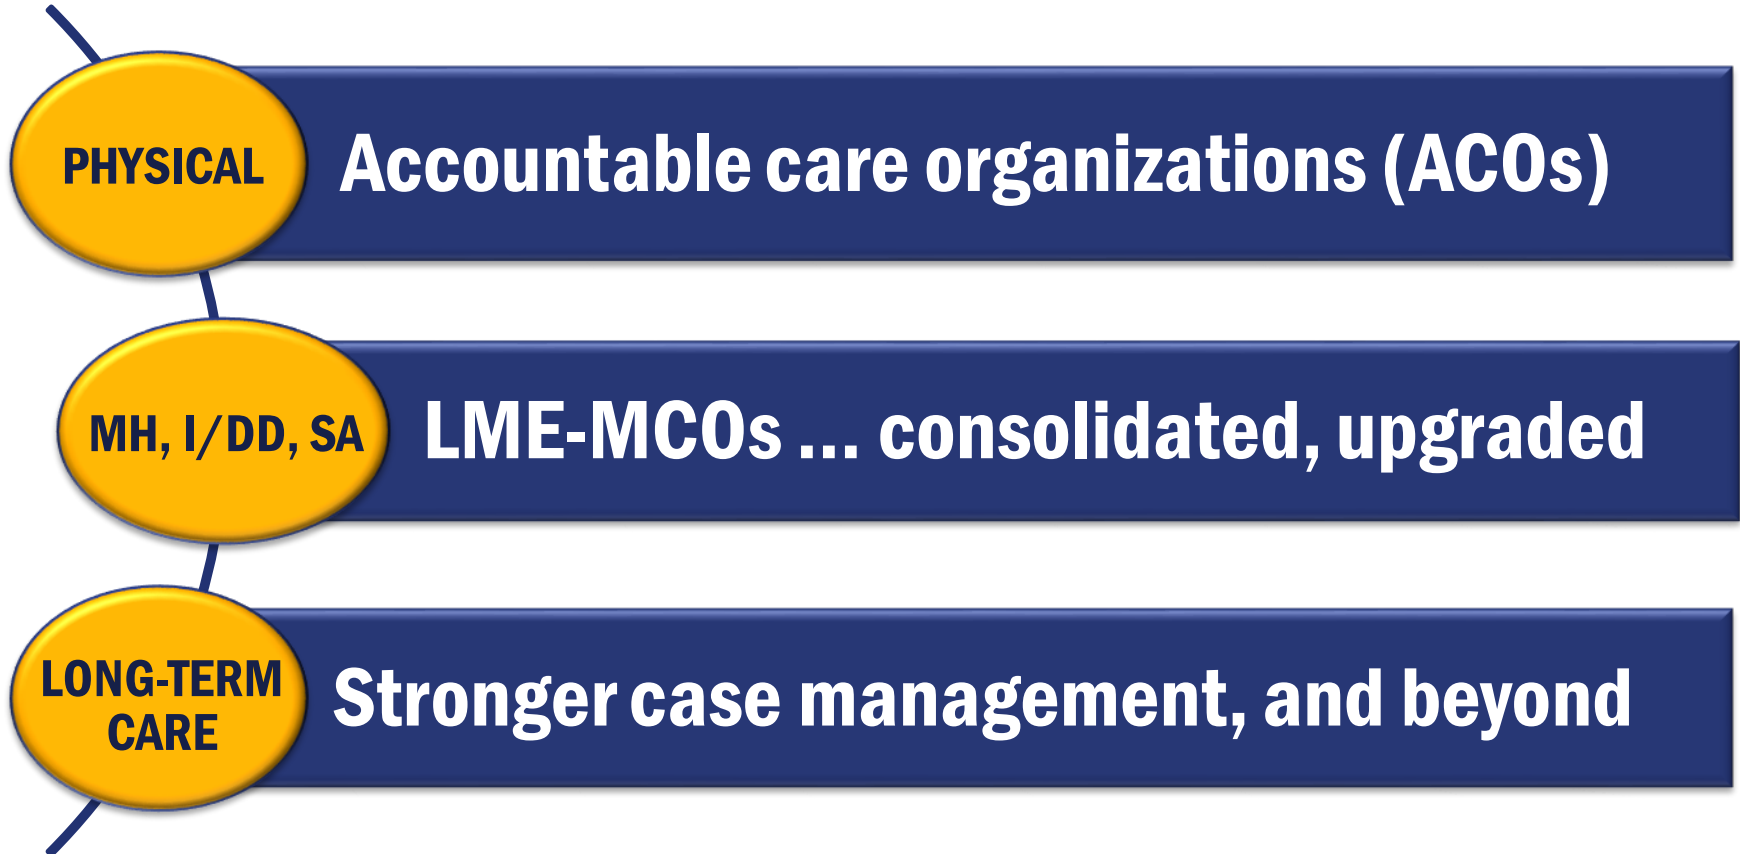 PHYSICAL
Accountable care organizations (ACOs)
MH, I/DD, SA
LME-MCOs ... consolidated, upgraded
LONG-TERM
CARE
Stronger case management, and beyond